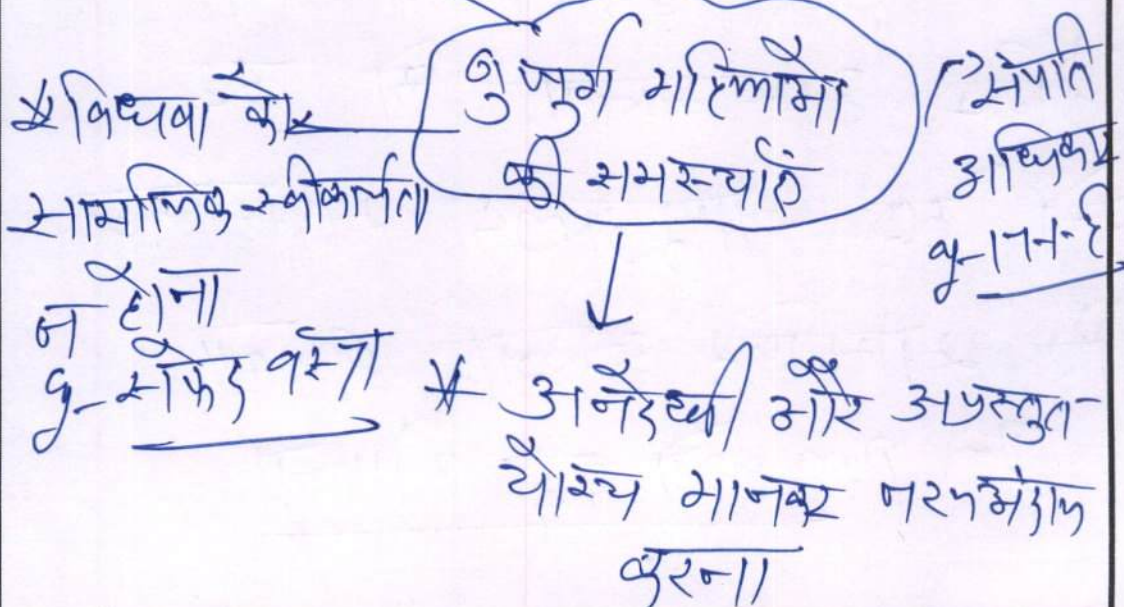 बुजुर्ग महिलाओं
की समस्याएं
* विधवा को
सामाजिक स्वीकार्यता
न होना
सफेद वस्त्र
संपत्ति
अधिकार
* अनदेखी और अप्रस्तुत
योग्य मानकर नजरअंदाज
करना